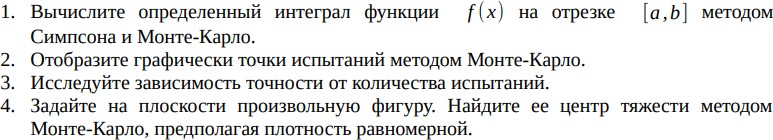 1. Вычислите определенный интеграл функции f(x) на отрезке [a,b] методом
Симпсона и Монте-Карло.
2. Отобразите графически точки испытаний методом Монте-Карло.
3. Исследуйте зависимость точности от количества испытаний.
4. Задайте на плоскости произвольную фигуру. Найдите ее центр тяжести методом
Монте-Карло, предполагая плотность равномерной.